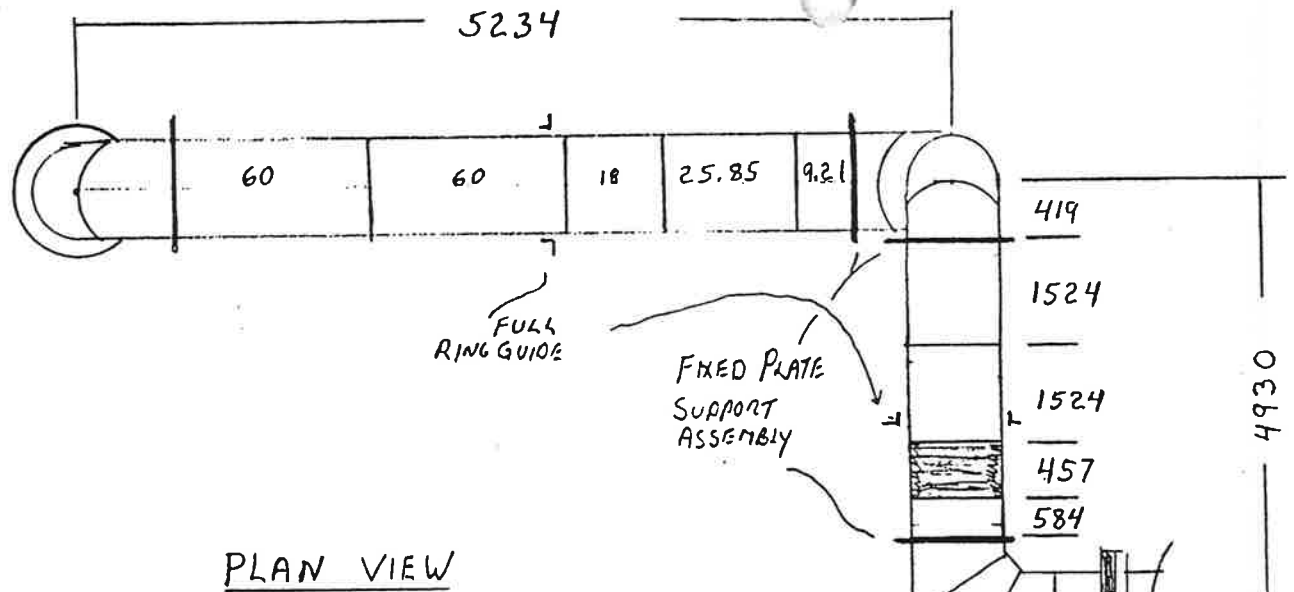 5234
60
60
18
25.85
9.21
419
1524
1524
457
584
4930
FULL
RING GUIDE
FIXED PLATE
SUPPORT
ASSEMBLY
PLAN VIEW